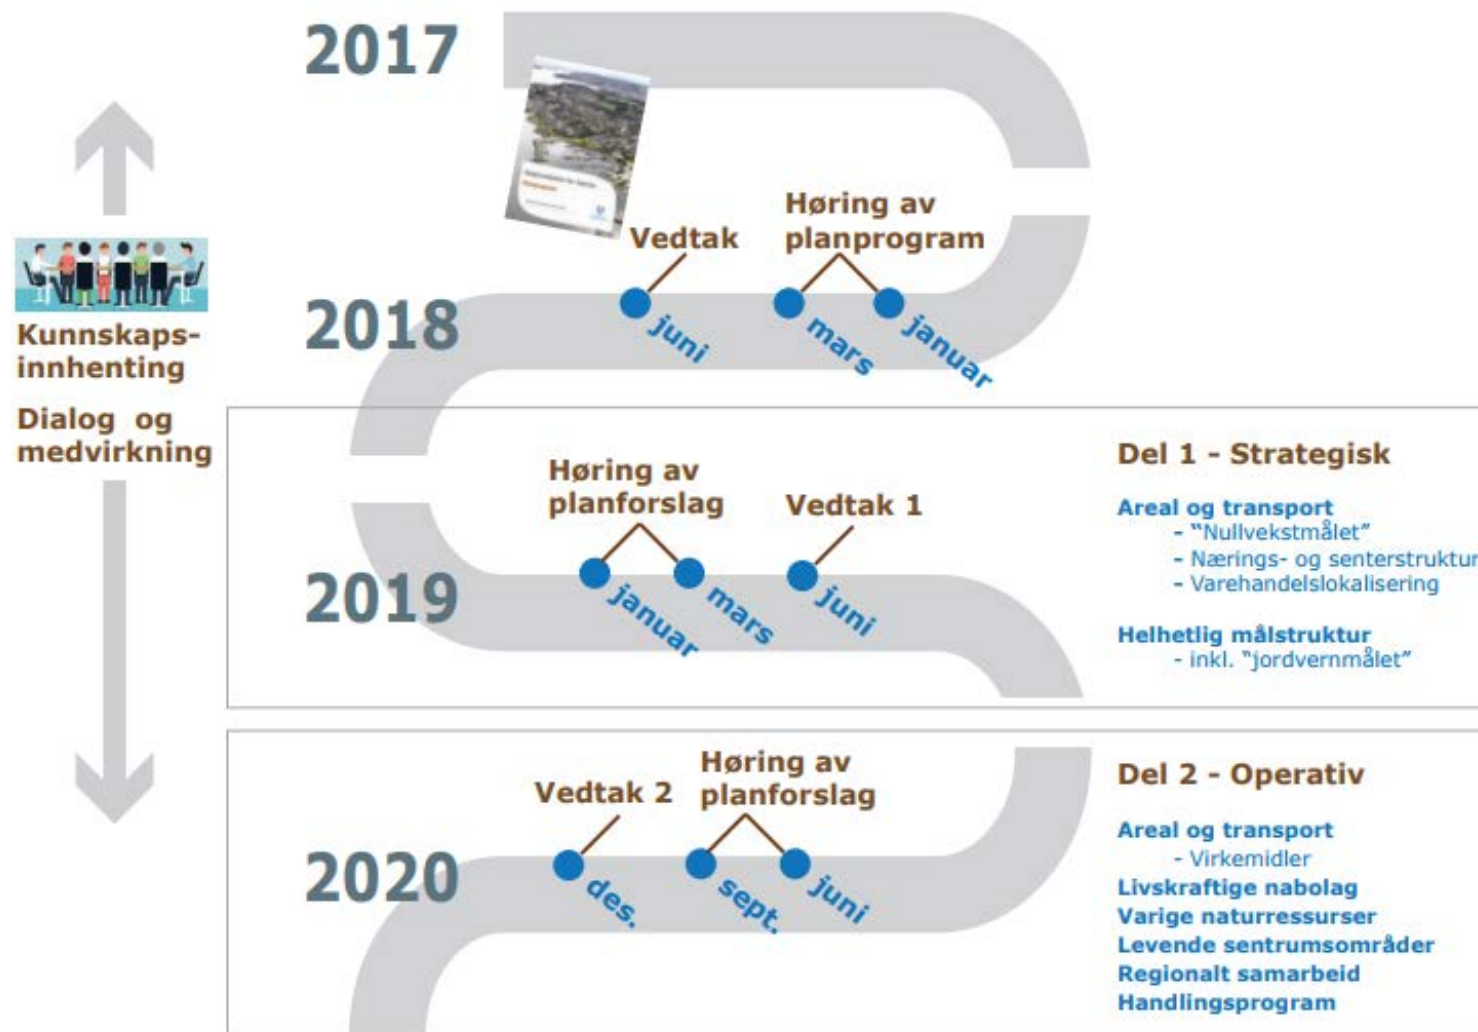 2017
Vedtak
Høring av
planprogram
2018
juni
mars
januar
Kunnskaps-
innhenting
Dialog og
medvirkning
Høring av
planforslag
Vedtak 1
2019
januar
mars
juni
Del 1 - Strategisk
Areal og transport
- “Nullvekstmålet”
- Nærings- og senterstruktur
- Varehandelslokalisering
Helhetlig målstruktur
- inkl. “jordvernmålet”
Vedtak 2
Høring av
planforslag
2020
des.
sept.
juni
Del 2 - Operativ
Areal og transport
- Virkemidler
Livskraftige nabolag
Varige naturressurser
Levende sentrumsområder
Regionalt samarbeid
Handlingsprogram